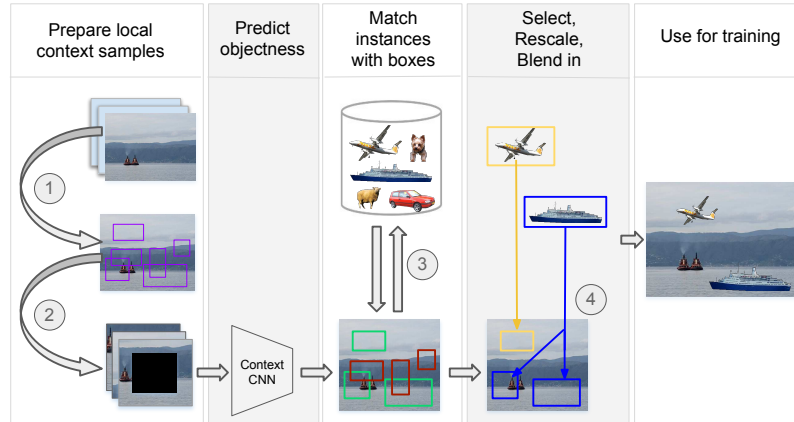 Prepare local
context samples
Predict
objectness
Match
instances
with boxes
Select,
Rescale,
Blend in
Use for training
1
2
3
4
Context
CNN